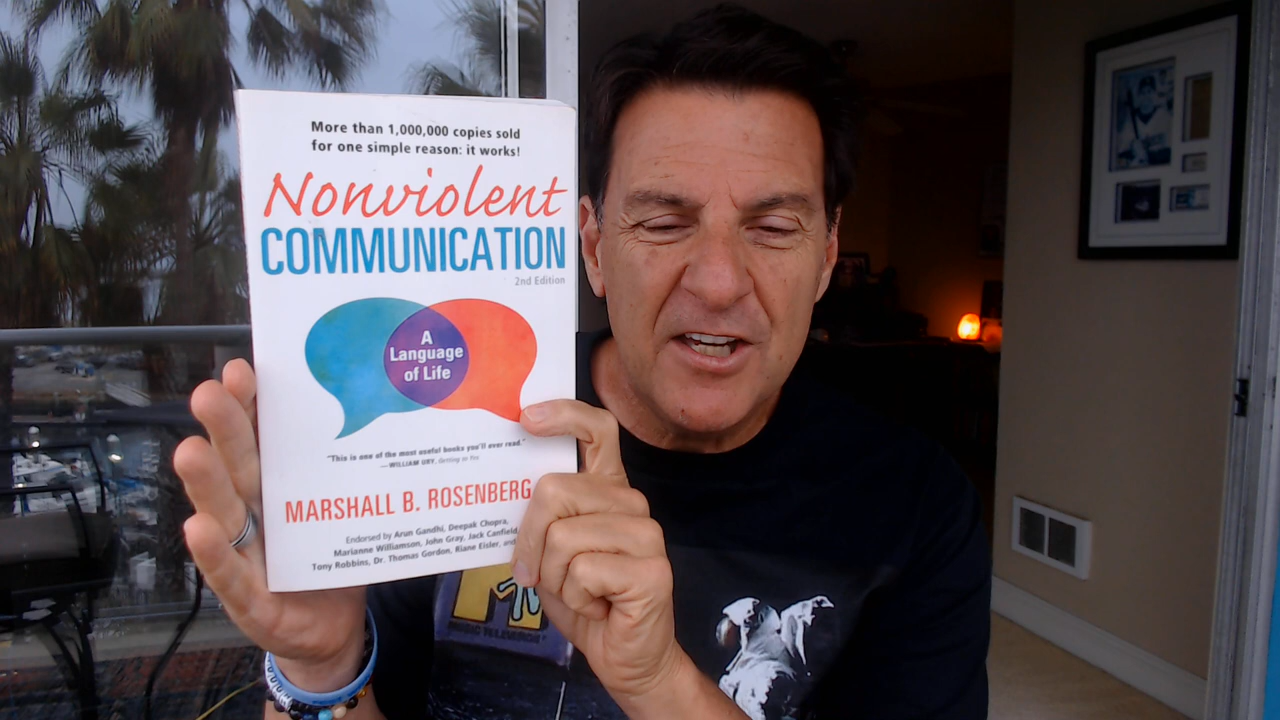 More than 1,000,000 copies sold
for one simple reason: it works!
Nonviolent
COMMUNICATION
2nd Edition
A
Language
of Life
"This is one of the most useful books you'll ever read."
—WILLIAM URY, Getting to Yes
MARSHALL B. ROSENBERG
Endorsed by Arun Gandhi, Deepak Chopra,
Marianne Williamson, John Gray, Jack Canfield,
Tony Robbins, Dr. Thomas Gordon, Riane Eisler, and
M
TV
MUSIC TELEVISION